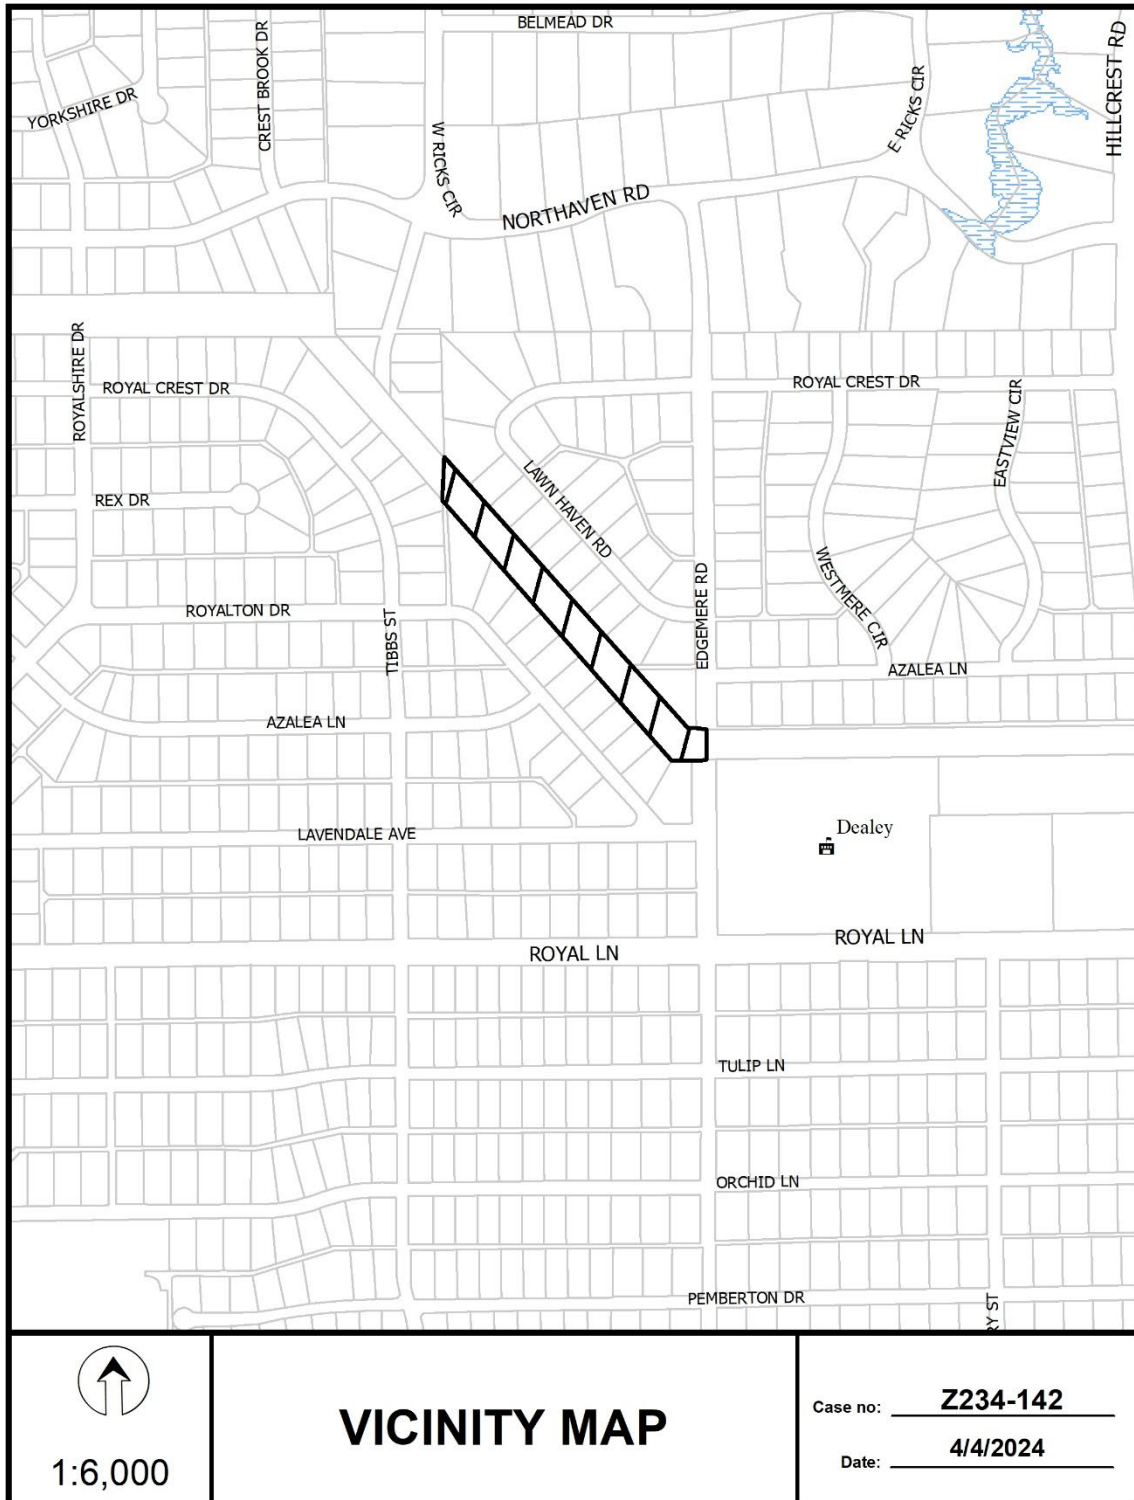 BELMEAD DR
CREST BROOK DR
HILLCREST RD
YORKSHIRE DR
E RICKS CIR
W RICKS CIR
NORTHAVEN RD
ROYALSHIRE DR
ROYAL CREST DR
ROYAL CREST DR
EASTVIEW CIR
REX DR
LAWN HAVEN RD
WESTMERE CIR
EDGEMERE RD
ROYALTON DR
TIBBS ST
AZALEA LN
AZALEA LN
Dealey
LAVENDALE AVE
ROYAL LN
ROYAL LN
TULIP LN
ORCHID LN
PEMBERTON DR
RY ST
1:6,000
VICINITY MAP
Case no: Z234-142
Date: 4/4/2024